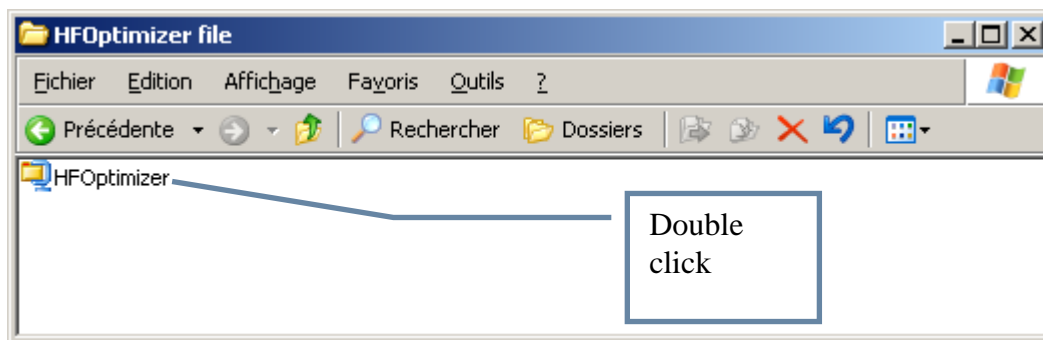 HFOptimizer file
Fichier Edition Affichage Favoris Outils ?
Précédente Rechercher Dossiers
HFOptimizer
Double
click